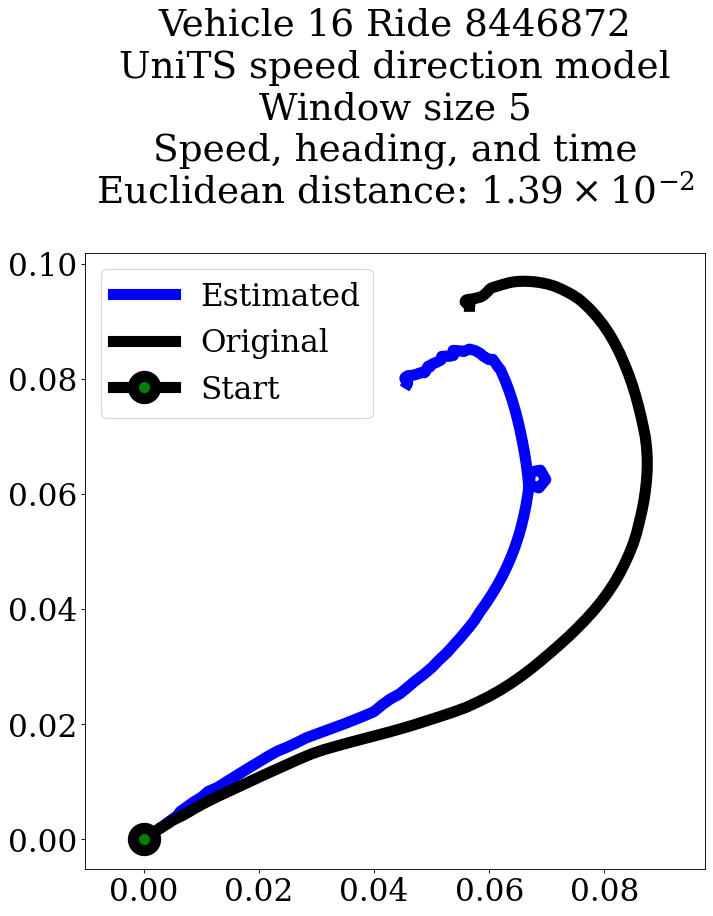 Vehicle 16 Ride 8446872
UniTS speed direction model
Window size 5
Speed, heading, and time
Euclidean distance: 1.39 × 10⁻²
0.10
0.08
0.06
0.04
0.02
0.00
Estimated
Original
Start
0.00 0.02 0.04 0.06 0.08